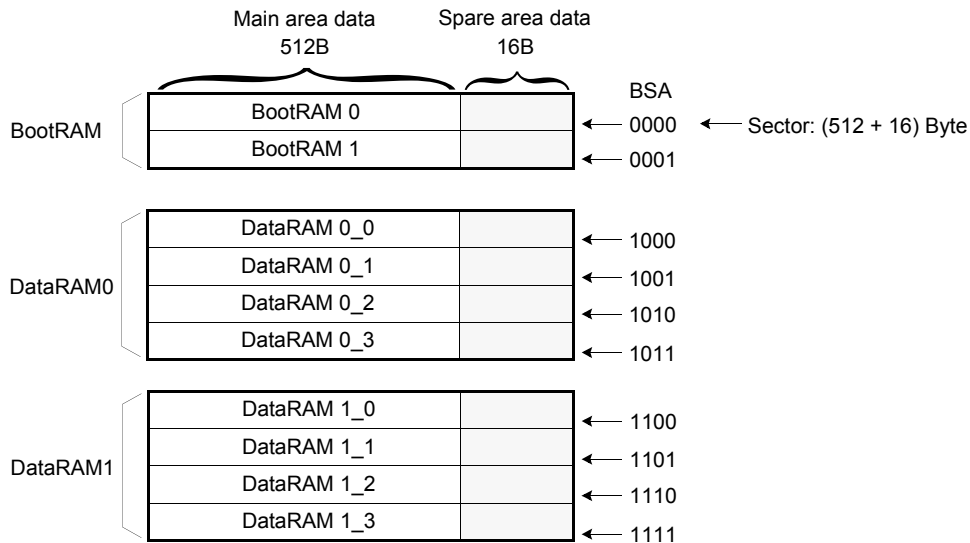 Main area data
512B
Spare area data
16B
BSA
BootRAM
BootRAM 0
0000
Sector: (512 + 16) Byte
BootRAM 1
0001
DataRAM0
DataRAM 0_0
1000
DataRAM 0_1
1001
DataRAM 0_2
1010
DataRAM 0_3
1011
DataRAM1
DataRAM 1_0
1100
DataRAM 1_1
1101
DataRAM 1_2
1110
DataRAM 1_3
1111